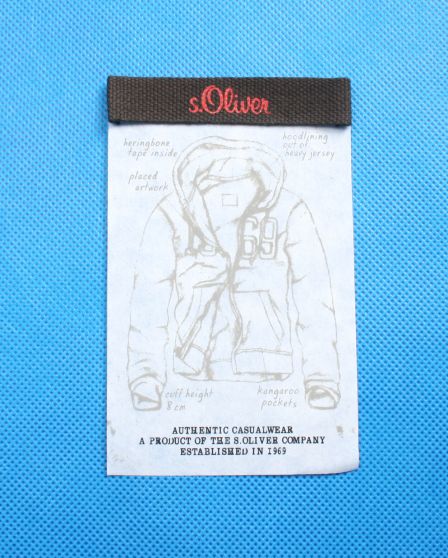 s.Oliver
heringbone
tape inside
hoodlining
out of
heavy jersey
placed
artwork
69
cuff height
8 cm
kangaroo
pockets
AUTHENTIC CASUALWEAR
A PRODUCT OF THE S.OLIVER COMPANY
ESTABLISHED IN 1969